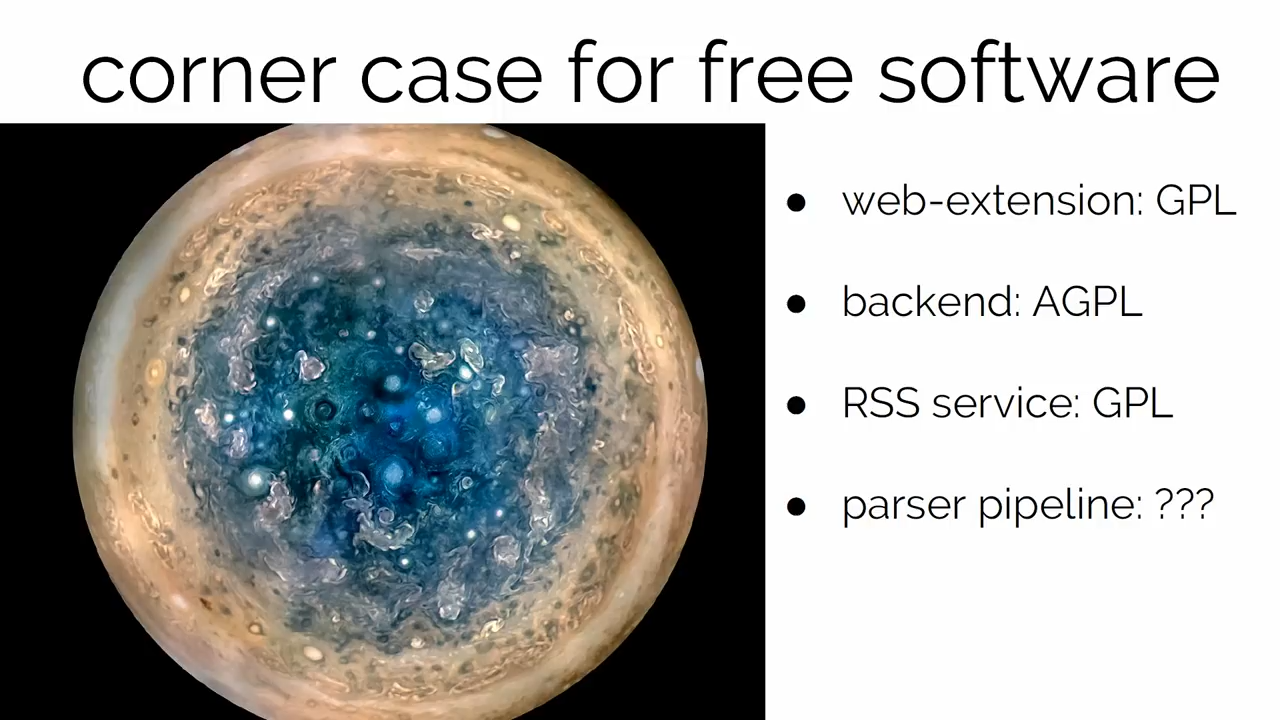 corner case for free software
● web-extension: GPL
● backend: AGPL
● RSS service: GPL
● parser pipeline: ???